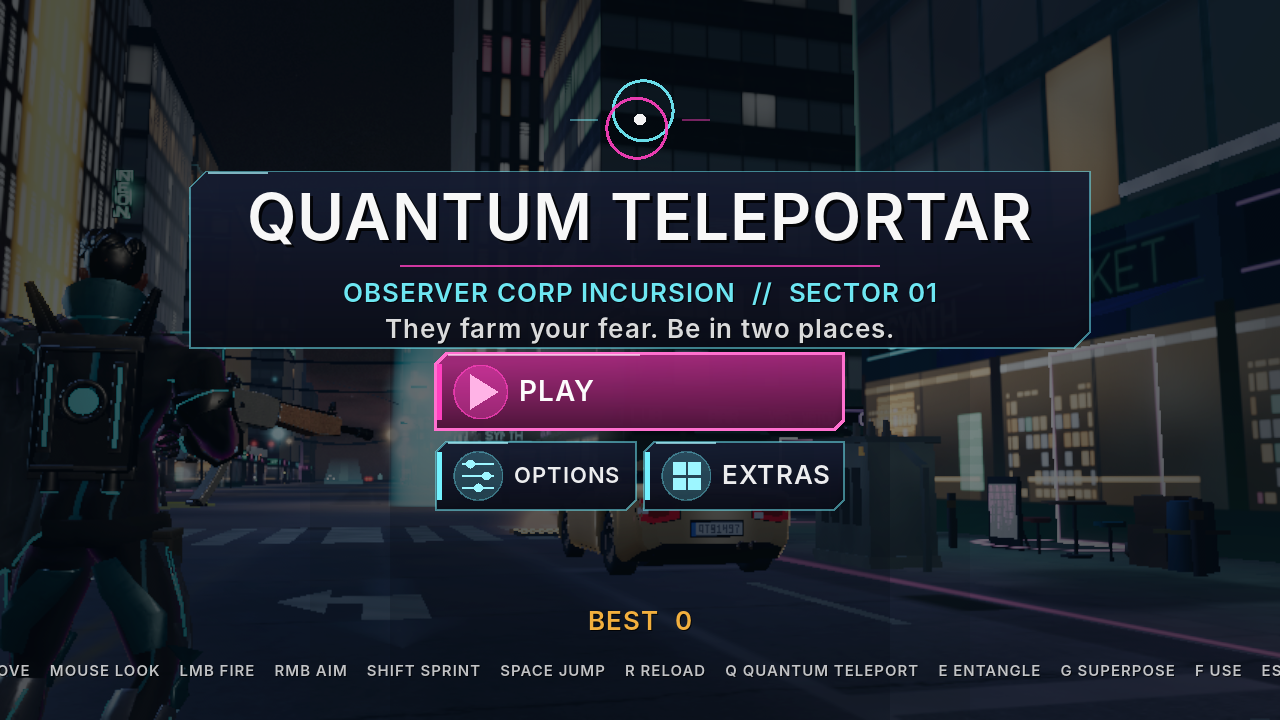 NEON
QUANTUM TELEPORTAR
OBSERVER CORP INCURSION // SECTOR 01
They farm your fear. Be in two places.
KET
PLAY
OPTIONS
EXTRAS
BEST 0
OVE MOUSE LOOK LMB FIRE RMB AIM SHIFT SPRINT SPACE JUMP R RELOAD Q QUANTUM TELEPORT E ENTANGLE G SUPERPOSE F USE ES